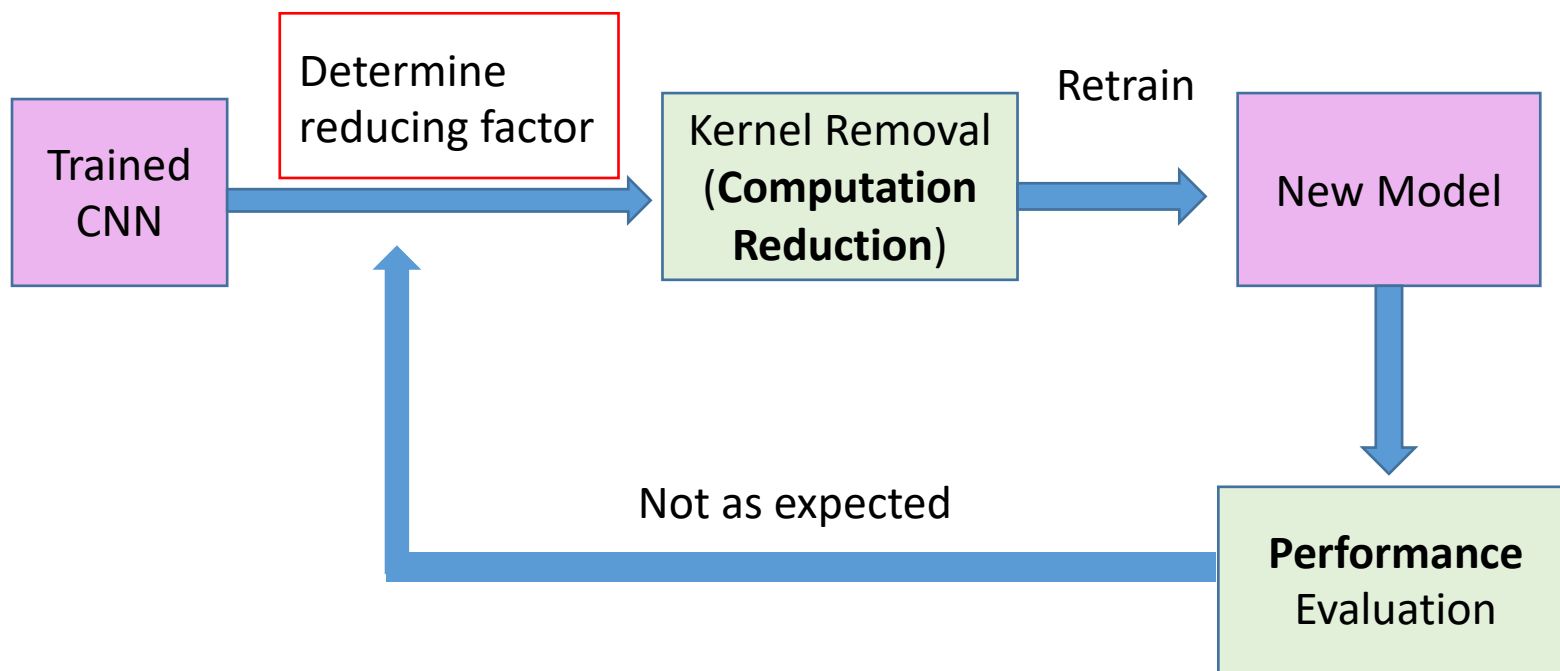 Determine
reducing factor
Trained
CNN
Kernel Removal
(Computation
Reduction)
Retrain
New Model
Not as expected
Performance
Evaluation